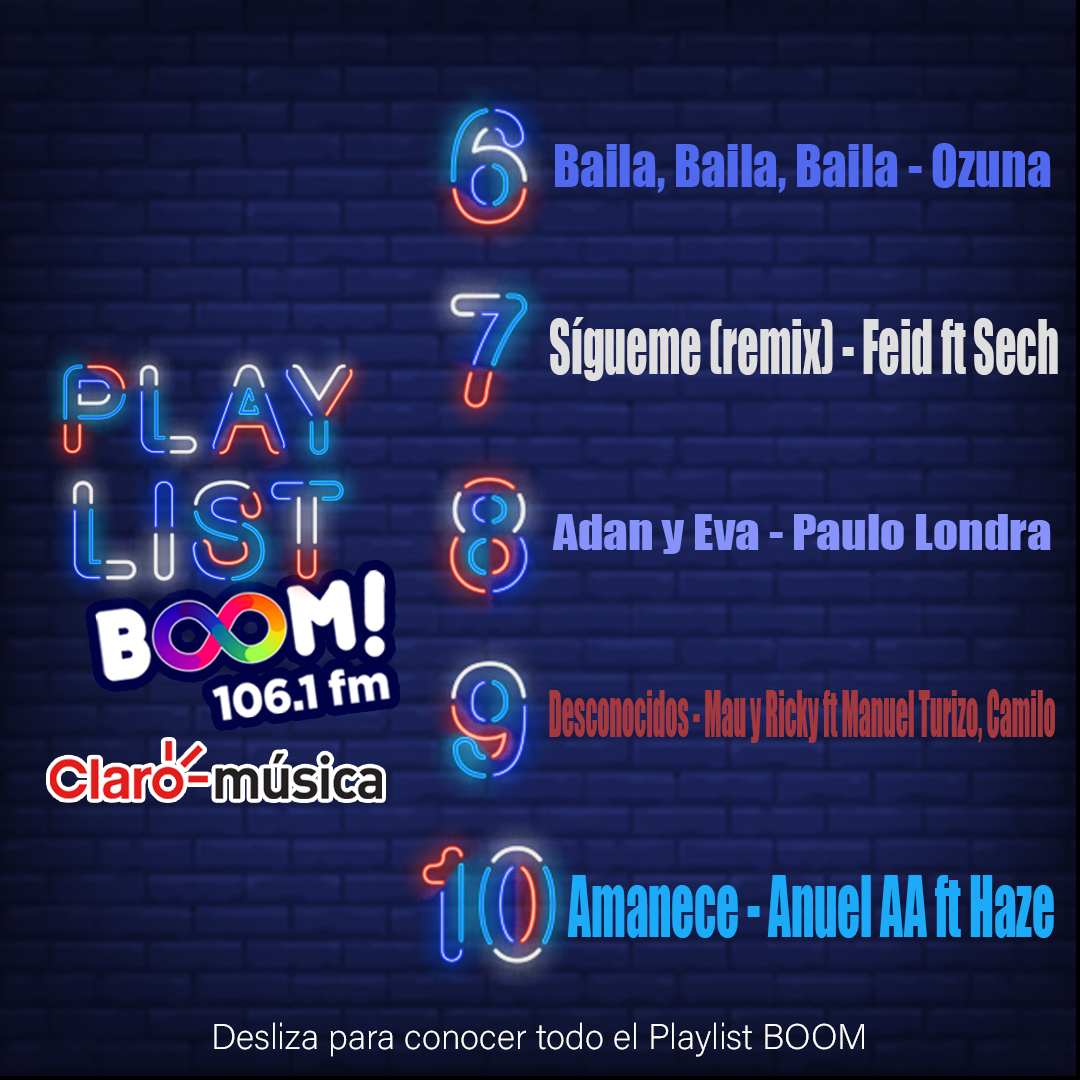 PLAY
LIST
BOOM!
106.1 fm
Claro-música
6 Baila, Baila, Baila - Ozuna
7 Sígueme (remix) - Feid ft Sech
8 Adan y Eva - Paulo Londra
9 Desconocidos - Mau y Ricky ft Manuel Turizo, Camilo
10 Amanece - Anuel AA ft Haze
Desliza para conocer todo el Playlist BOOM